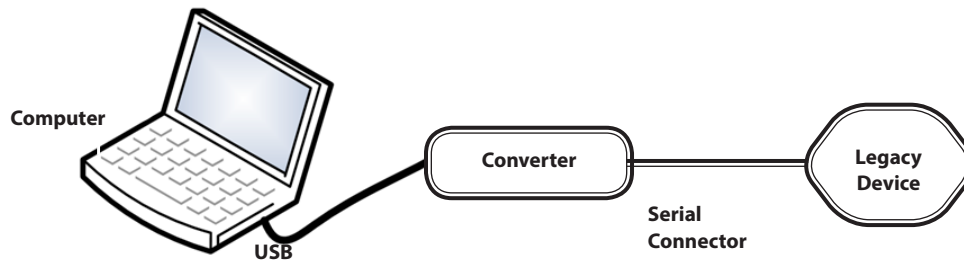 Computer
USB
Converter
Serial
Connector
Legacy
Device